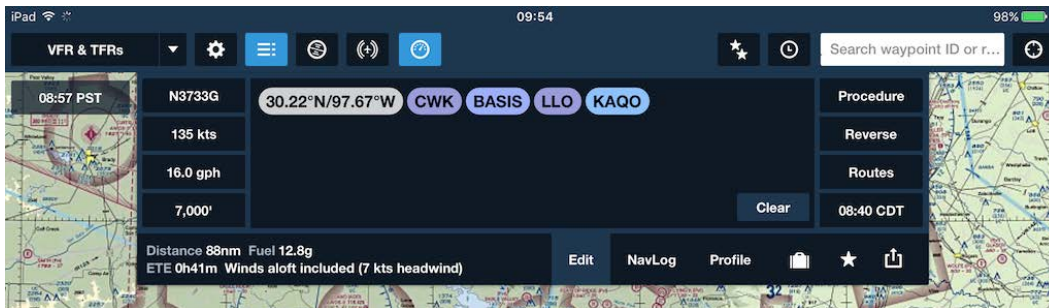 iPad 09:54 98%
VFR & TFRs Search waypoint ID or r...
08:57 PST
N3733G
135 kts
16.0 gph
7,000'
30.22°N/97.67°W CWK BASIS LLO KAQO
Clear
Procedure
Reverse
Routes
08:40 CDT
Distance 88nm Fuel 12.8g
ETE 0h41m Winds aloft included (7 kts headwind)
Edit NavLog Profile
Brady
32